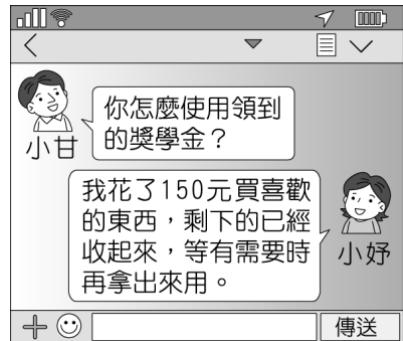 你怎麼使用領到
的獎學金？
小甘
我花了150元買喜歡
的東西，剩下的已經
收起來，等有需要時
再拿出來用。
小妤
傳送